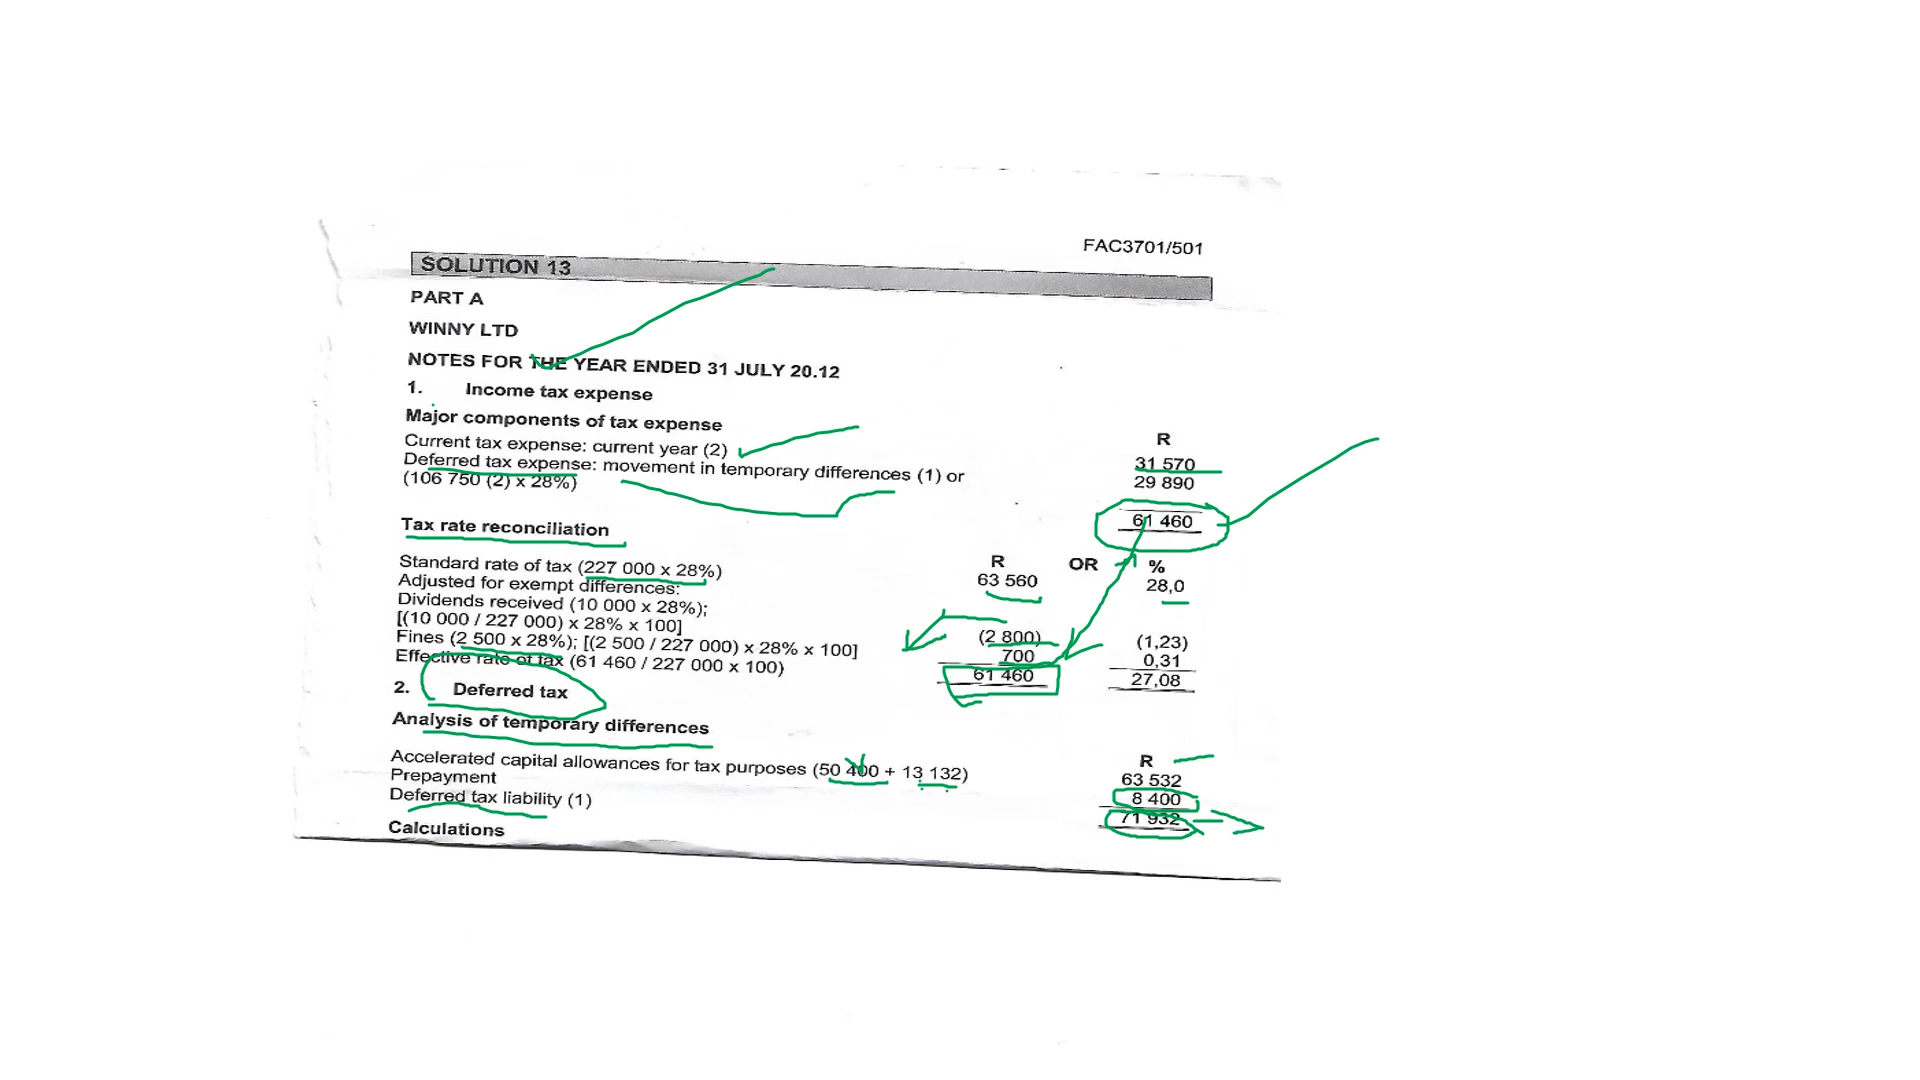 FAC3701/501
SOLUTION 13
PART A
WINNY LTD
NOTES FOR THE YEAR ENDED 31 JULY 20.12
1. Income tax expense
Major components of tax expense
R
Current tax expense: current year (2) 31 570
Deferred tax expense: movement in temporary differences (1) or
(106 750 (2) x 28%) 29 890
61 460
Tax rate reconciliation
R OR %
Standard rate of tax (227 000 x 28%) 63 560 28,0
Adjusted for exempt differences:
Dividends received (10 000 x 28%);
[(10 000 / 227 000) x 28% x 100] (2 800) (1,23)
Fines (2 500 x 28%); [(2 500 / 227 000) x 28% x 100] 700 0,31
Effective rate of tax (61 460 / 227 000 x 100) 61 460 27,08
2. Deferred tax
Analysis of temporary differences
R
Accelerated capital allowances for tax purposes (50 400 + 13 132) 63 532
Prepayment 8 400
Deferred tax liability (1) 71 932
Calculations